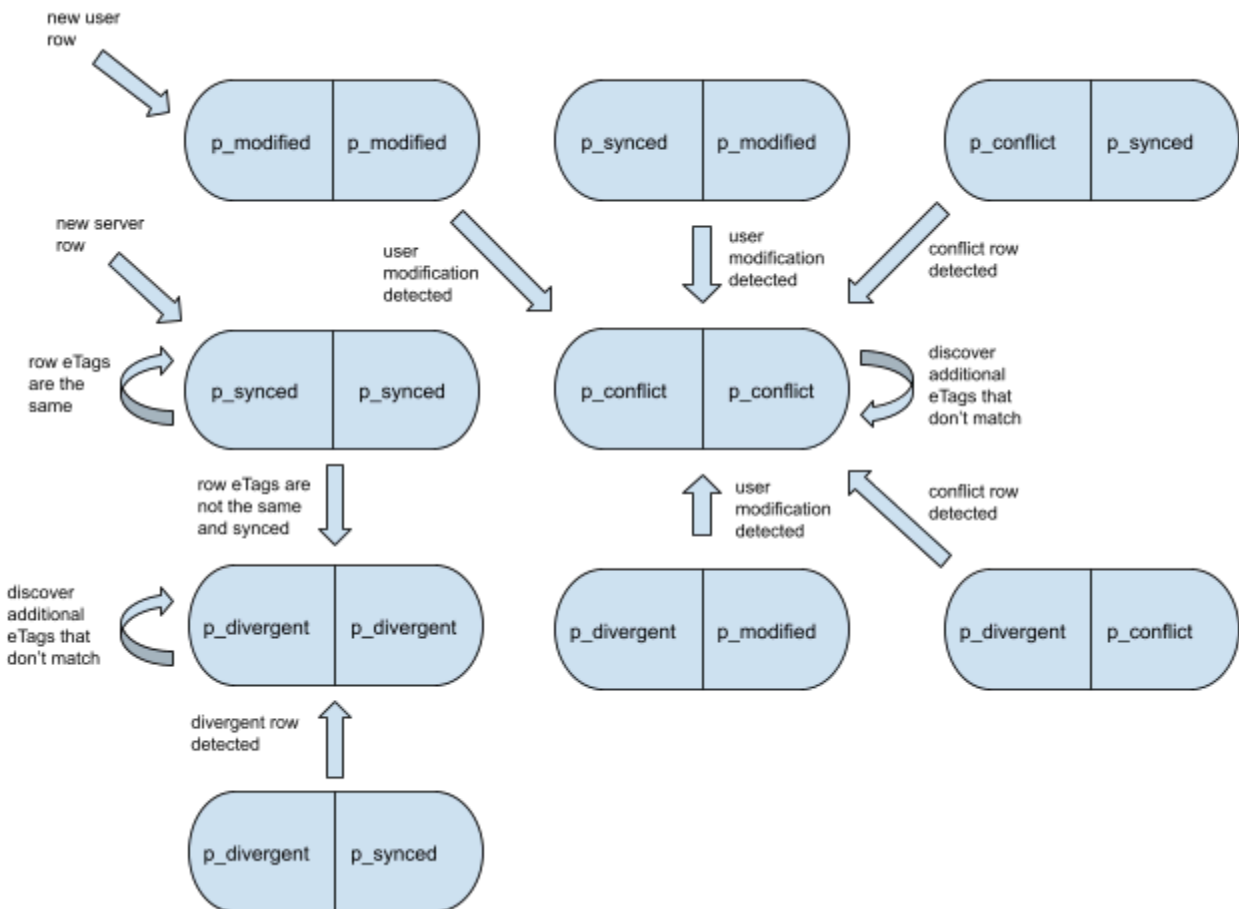 new user
row
p_modified
p_modified
p_synced
p_modified
p_conflict
p_synced
new server
row
user
modification
detected
user
modification
detected
conflict row
detected
row eTags
are the
same
p_synced
p_synced
p_conflict
p_conflict
discover
additional
eTags that
don't match
row eTags are
not the same
and synced
user
modification
detected
conflict row
detected
discover
additional
eTags that
don't match
p_divergent
p_divergent
p_divergent
p_modified
p_divergent
p_conflict
divergent row
detected
p_divergent
p_synced